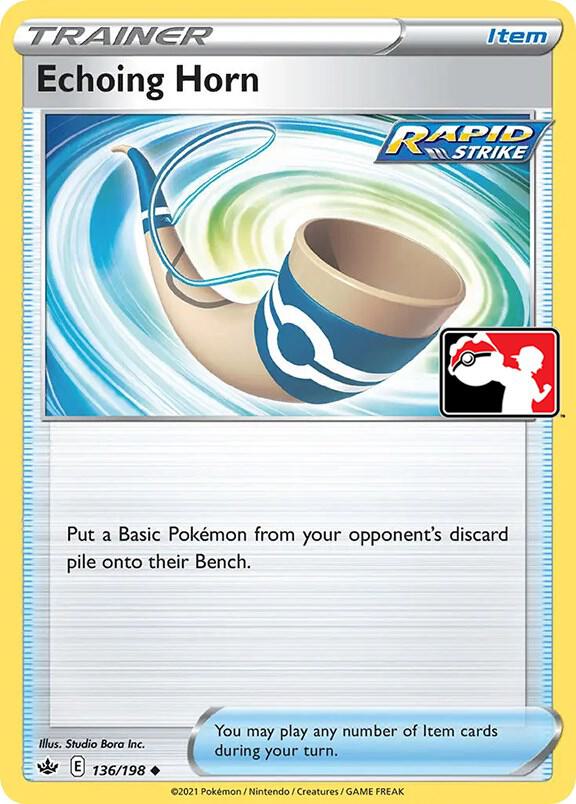 TRAINER
Item
Echoing Horn
RAPID
STRIKE
Put a Basic Pokémon from your opponent's discard
pile onto their Bench.
You may play any number of Item cards
during your turn.
Illus. Studio Bora Inc.
E 136/198 ◆
©2021 Pokémon / Nintendo / Creatures / GAME FREAK